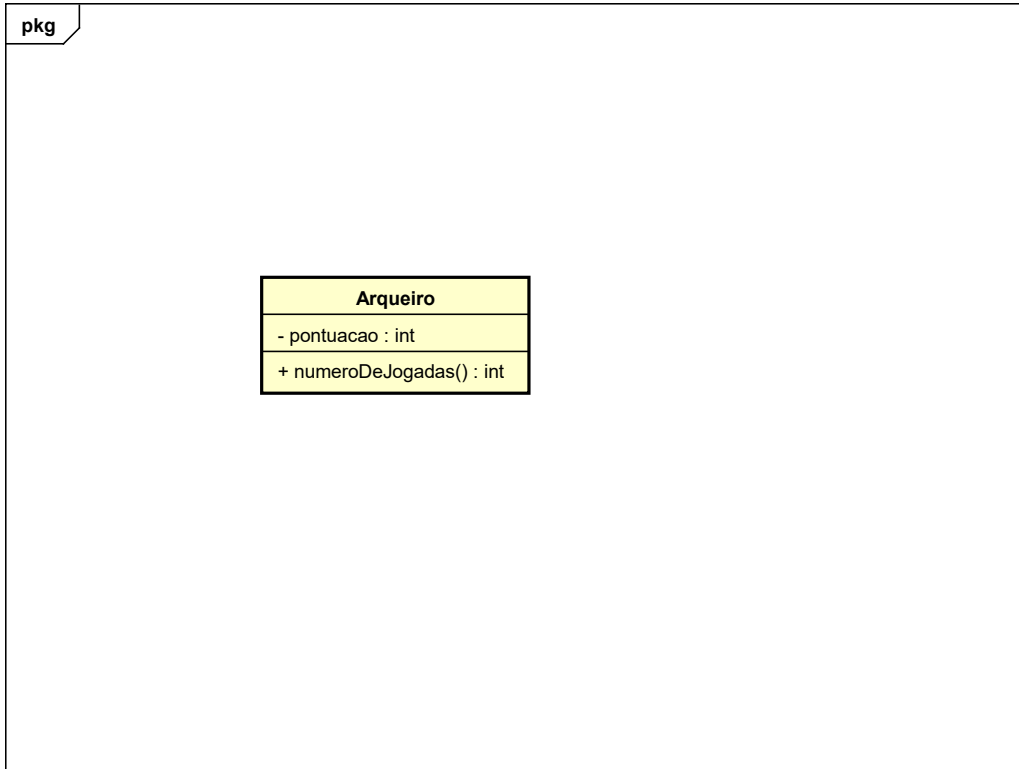 pkg
Arqueiro
- pontuacao : int
+ numeroDeJogadas() : int